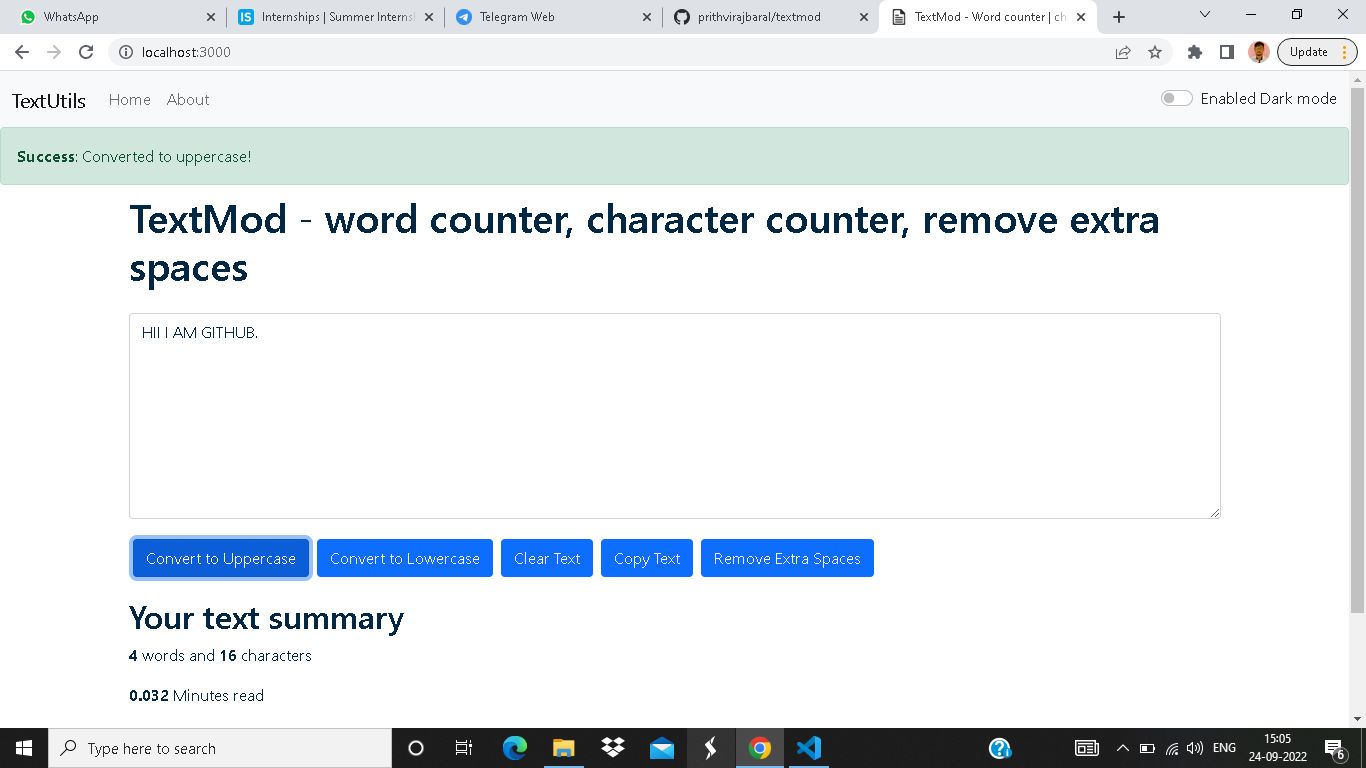 WhatsApp
Internships | Summer Interns
Telegram Web
prithvirajbaral/textmod
TextMod - Word counter | ch
localhost:3000
Update
TextUtils Home About Enabled Dark mode
Success: Converted to uppercase!
TextMod - word counter, character counter, remove extra
spaces
HII I AM GITHUB.
Convert to Uppercase Convert to Lowercase Clear Text Copy Text Remove Extra Spaces
Your text summary
4 words and 16 characters
0.032 Minutes read
Type here to search
ENG
15:05
24-09-2022
6